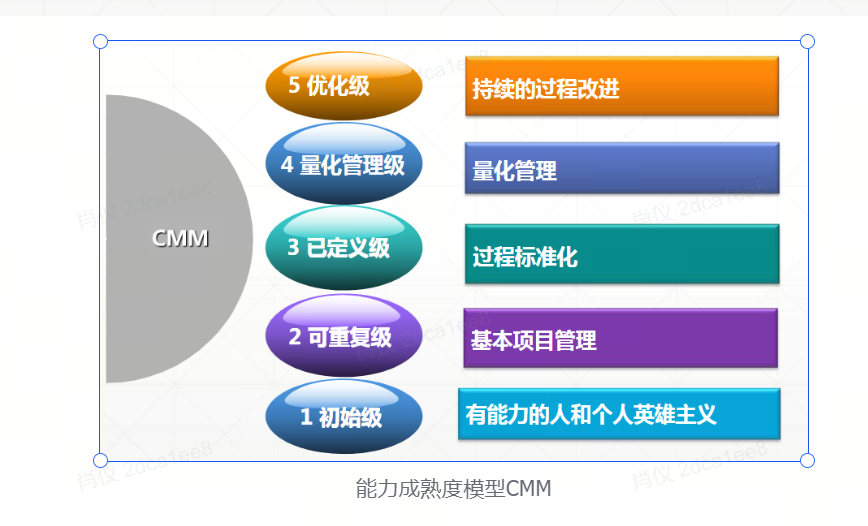 5 优化级
持续的过程改进
4 量化管理级
量化管理
CMM
3 已定义级
过程标准化
2 可重复级
基本项目管理
1 初始级
有能力的人和个人英雄主义
能力成熟度模型CMM
肖仪 2dca1ee8
肖仪 2dca1ee8
肖仪 2dca1ee8
肖仪 2dca1ee8